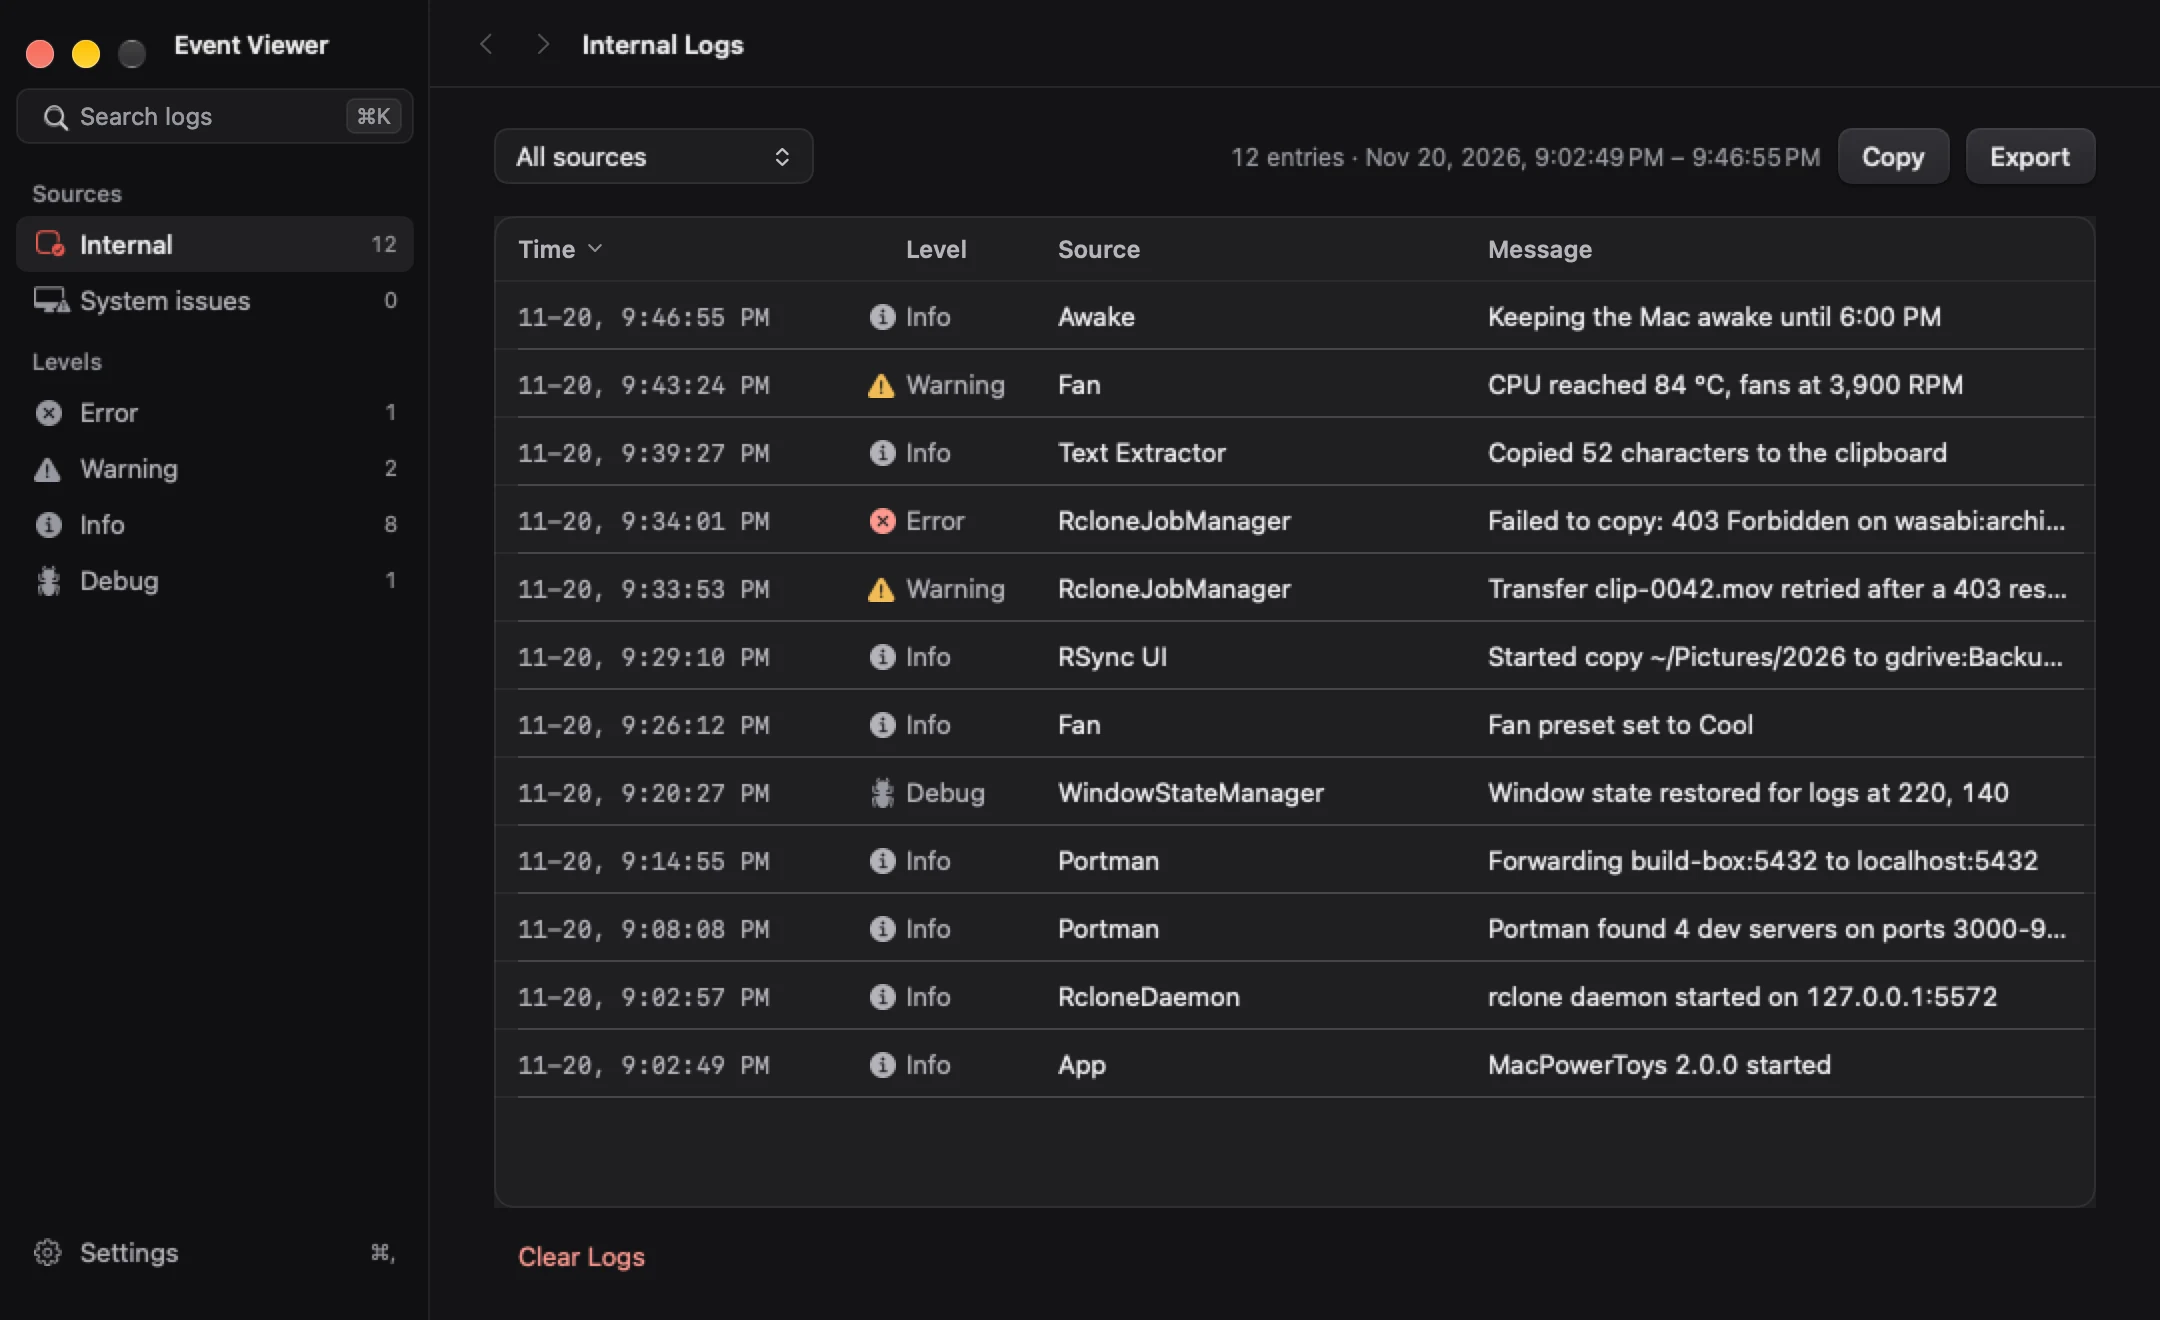 Event Viewer
Search logs ⌘K
Sources
Internal 12
System issues 0
Levels
Error 1
Warning 2
Info 8
Debug 1
Settings ⌘,
Internal Logs
All sources
12 entries · Nov 20, 2026, 9:02:49 PM – 9:46:55 PM
Copy
Export
Time Level Source Message
11-20, 9:46:55 PM Info Awake Keeping the Mac awake until 6:00 PM
11-20, 9:43:24 PM Warning Fan CPU reached 84 °C, fans at 3,900 RPM
11-20, 9:39:27 PM Info Text Extractor Copied 52 characters to the clipboard
11-20, 9:34:01 PM Error RcloneJobManager Failed to copy: 403 Forbidden on wasabi:archi...
11-20, 9:33:53 PM Warning RcloneJobManager Transfer clip-0042.mov retried after a 403 res...
11-20, 9:29:10 PM Info RSync UI Started copy ~/Pictures/2026 to gdrive:Backu...
11-20, 9:26:12 PM Info Fan Fan preset set to Cool
11-20, 9:20:27 PM Debug WindowStateManager Window state restored for logs at 220, 140
11-20, 9:14:55 PM Info Portman Forwarding build-box:5432 to localhost:5432
11-20, 9:08:08 PM Info Portman Portman found 4 dev servers on ports 3000-9...
11-20, 9:02:57 PM Info RcloneDaemon rclone daemon started on 127.0.0.1:5572
11-20, 9:02:49 PM Info App MacPowerToys 2.0.0 started
Clear Logs